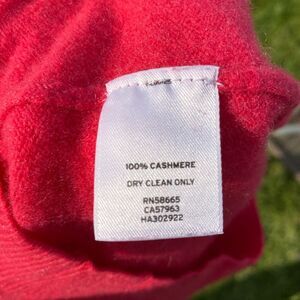 100% CASHMERE
DRY CLEAN ONLY
RN58665
CA57963
HA302922